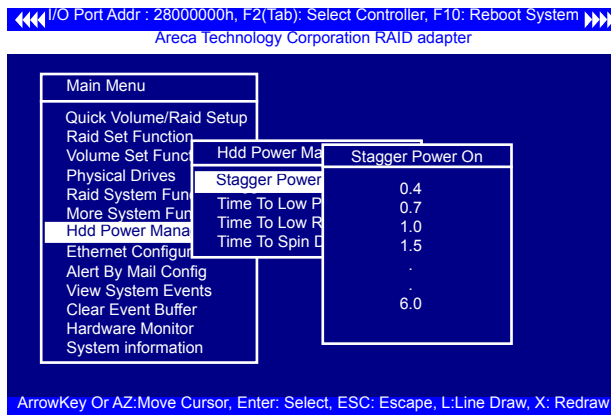 I/O Port Addr : 28000000h, F2(Tab): Select Controller, F10: Reboot System
Areca Technology Corporation RAID adapter
Main Menu
Quick Volume/Raid Setup
Raid Set Function
Volume Set Funct
Physical Drives
Raid System Fun
More System Fun
Hdd Power Mana
Ethernet Configur
Alert By Mail Config
View System Events
Clear Event Buffer
Hardware Monitor
System information
Hdd Power Ma
Stagger Power
Time To Low P
Time To Low R
Time To Spin D
Stagger Power On
0.4
0.7
1.0
1.5
.
.
6.0
ArrowKey Or AZ:Move Cursor, Enter: Select, ESC: Escape, L:Line Draw, X: Redraw